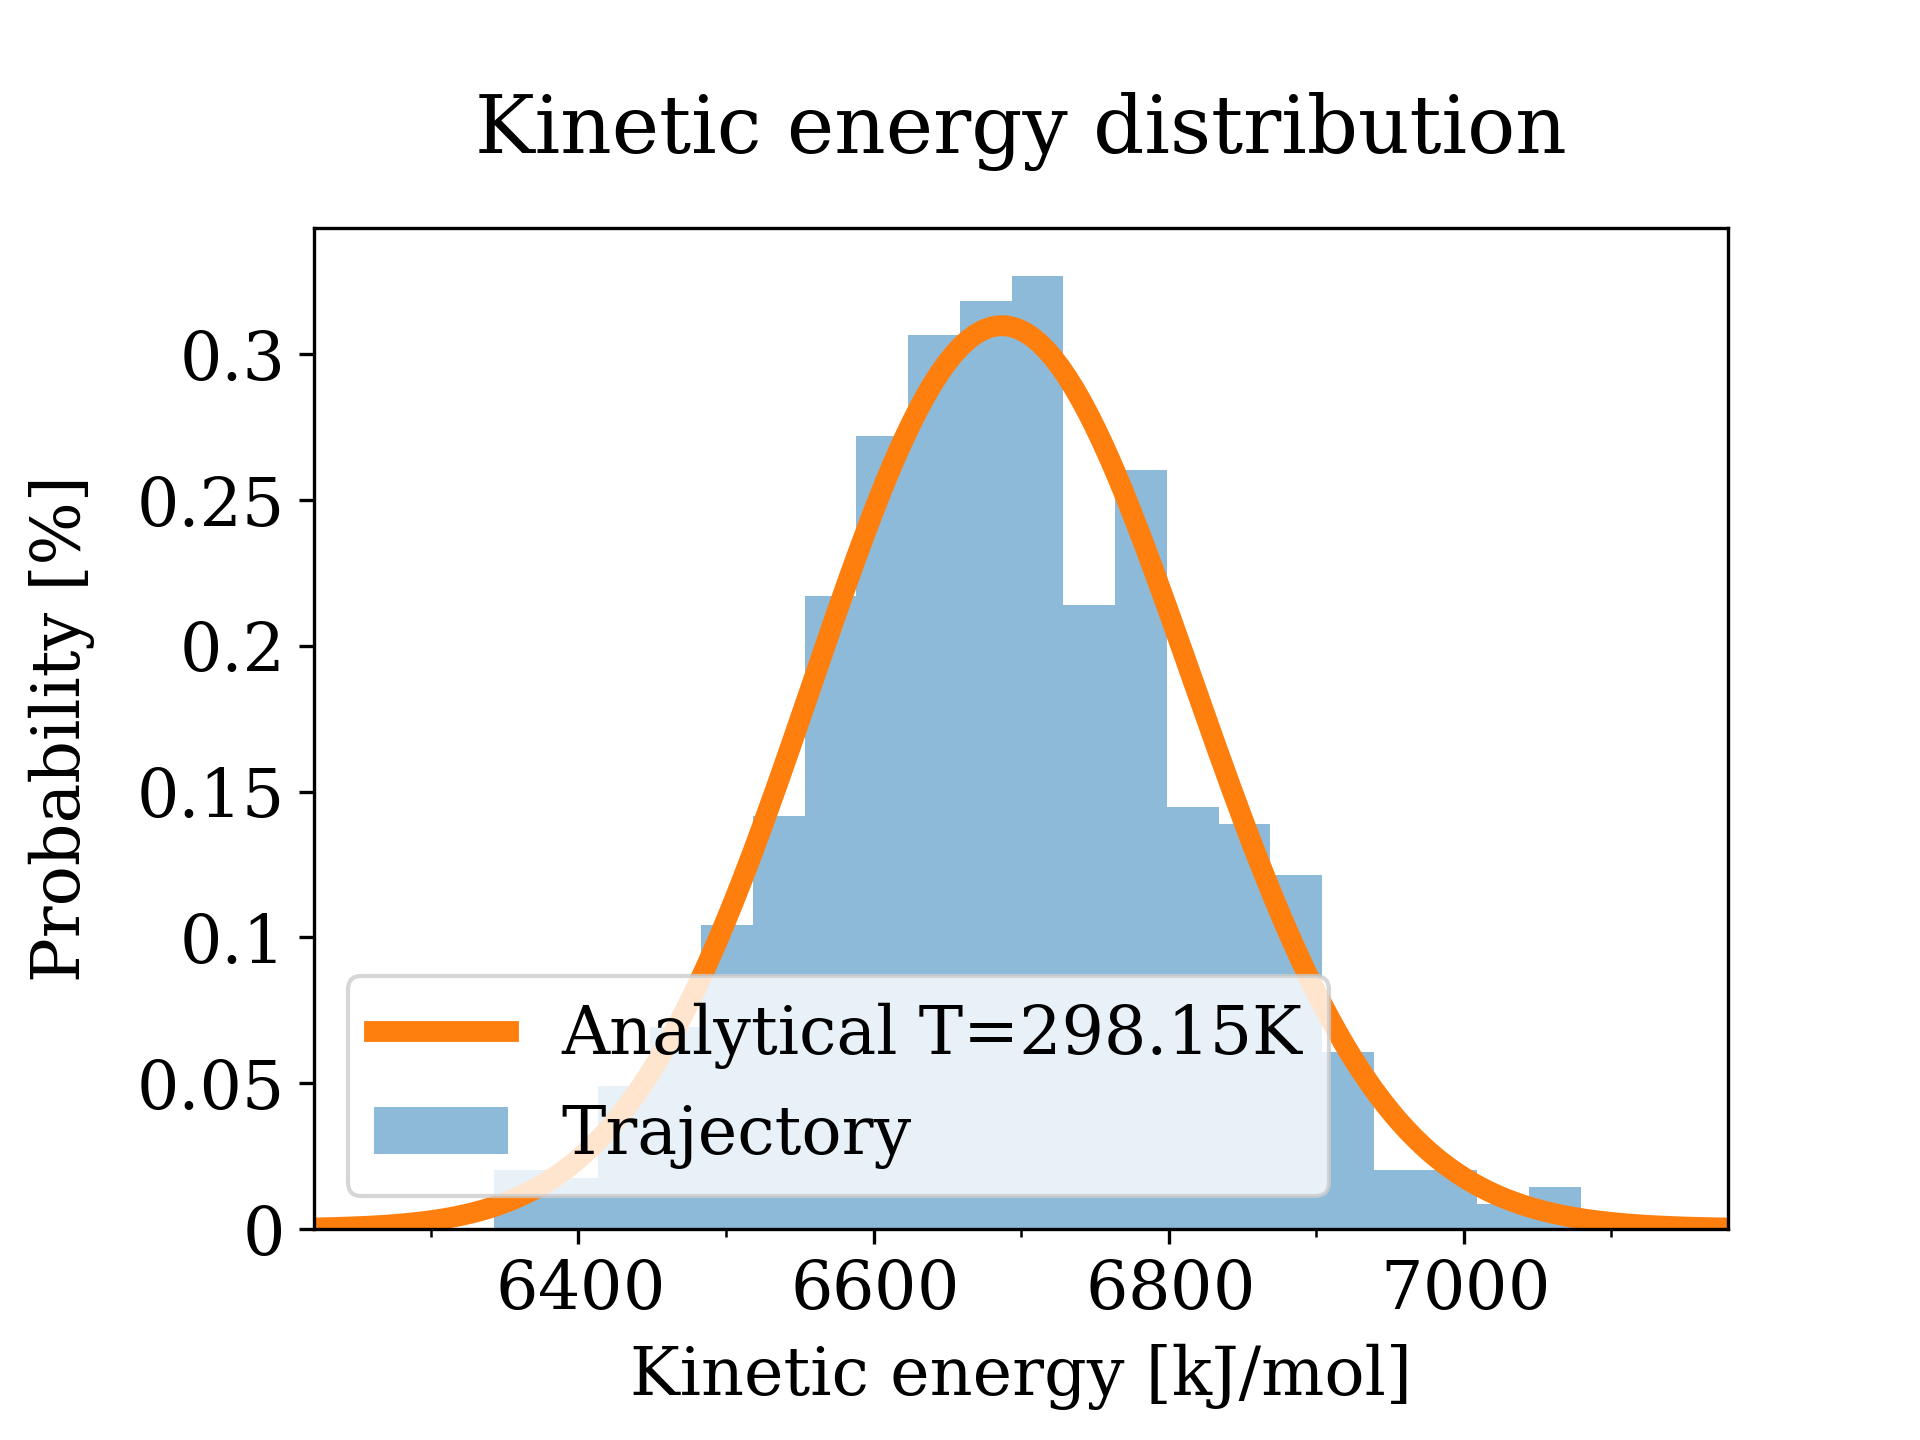 Kinetic energy distribution
Probability [%]
0.3
0.25
0.2
0.15
0.1
0.05
0
Analytical T=298.15K
Trajectory
6400 6600 6800 7000
Kinetic energy [kJ/mol]